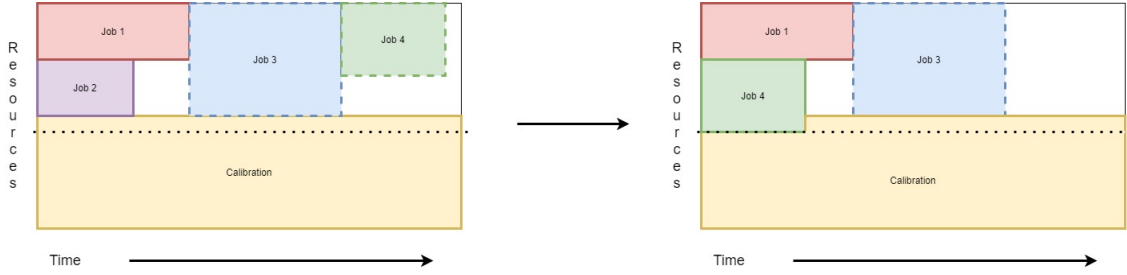 Resources
Job 1
Job 2
Job 3
Job 4
Calibration
Time
Resources
Job 1
Job 4
Job 3
Calibration
Time